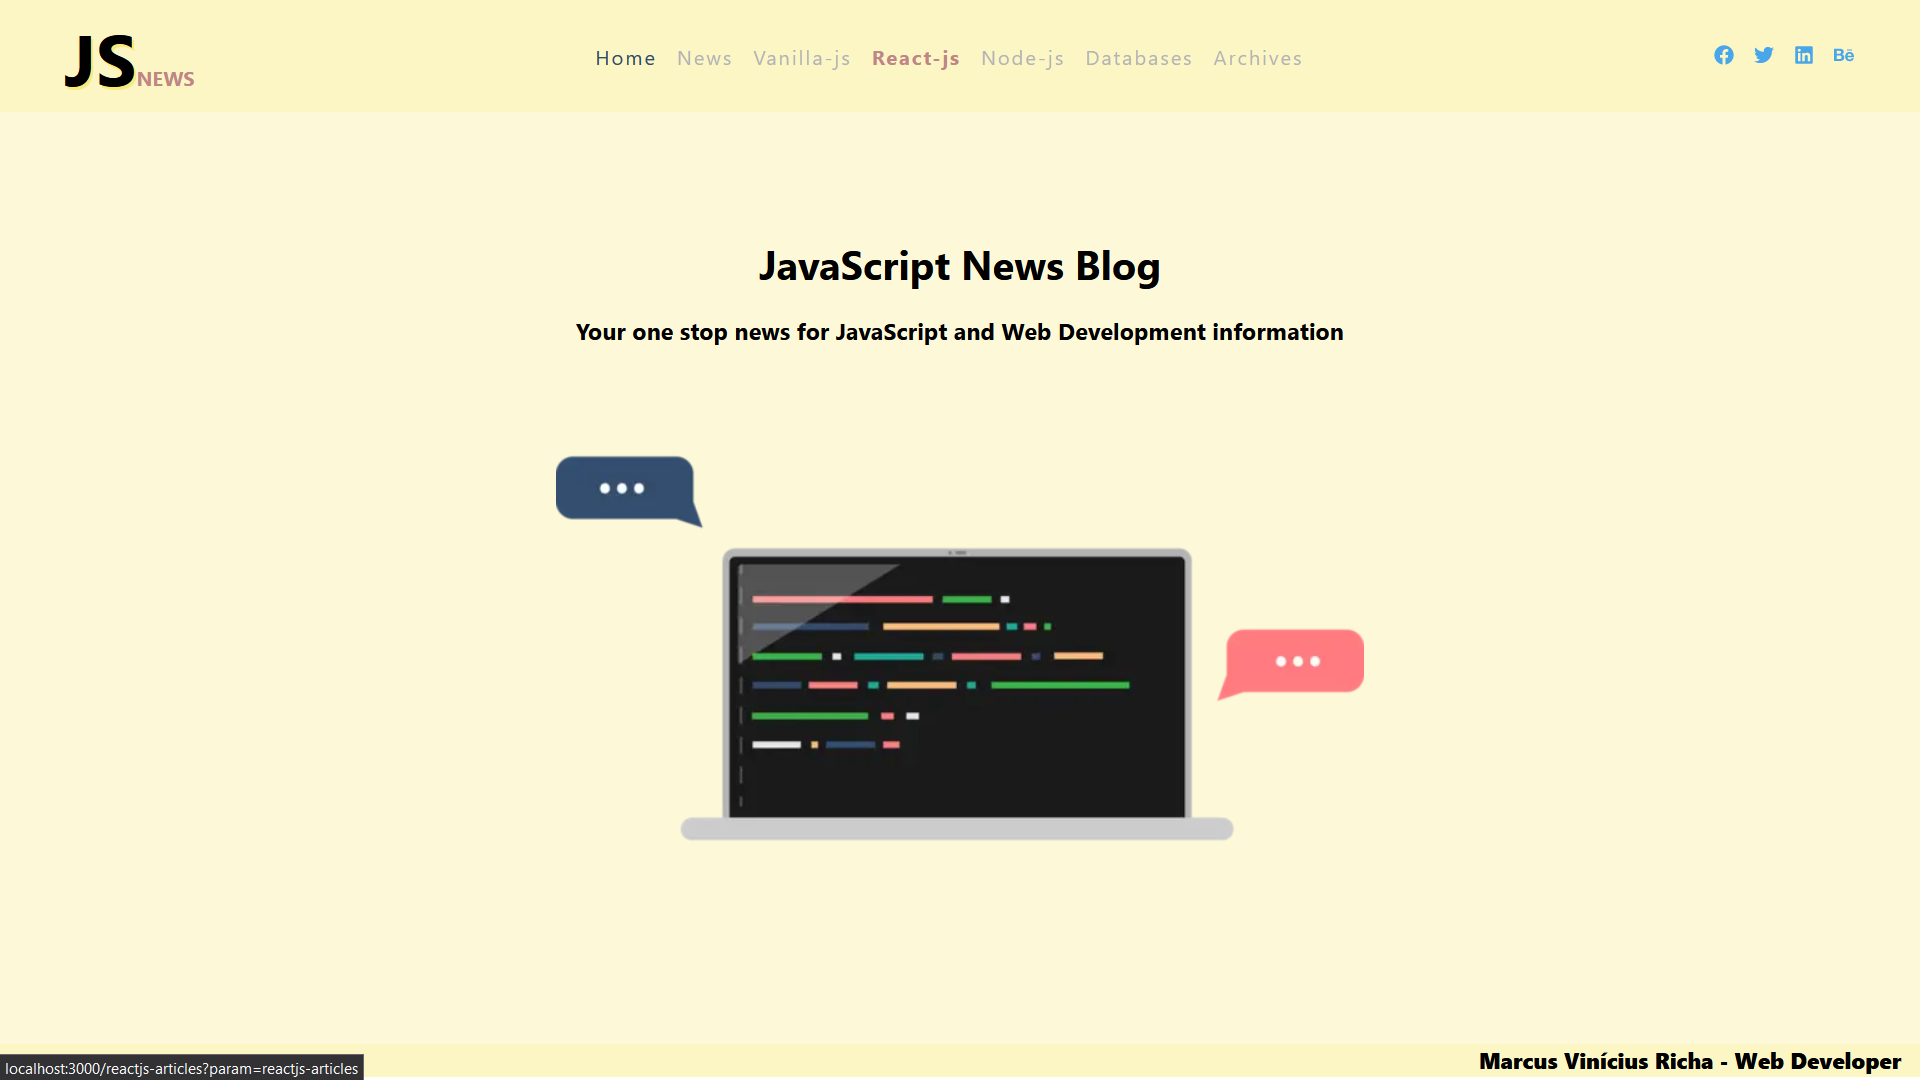 JS NEWS
Home News Vanilla-js React-js Node-js Databases Archives
Bē
JavaScript News Blog
Your one stop news for JavaScript and Web Development information
localhost:3000/reactjs-articles?param=reactjs-articles
Marcus Vinícius Richa - Web Developer